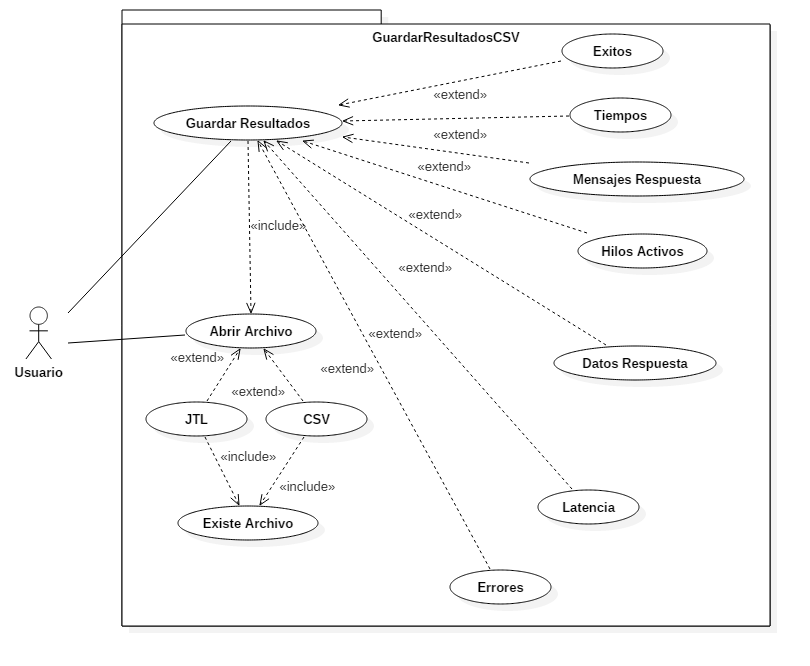 GuardarResultadosCSV
Exitos
«extend»
Guardar Resultados
Tiempos
«extend»
«extend»
Mensajes Respuesta
«extend»
«include»
Hilos Activos
«extend»
Abrir Archivo
«extend»
Usuario
«extend»
«extend»
Datos Respuesta
«extend»
JTL
CSV
«include»
«include»
Latencia
Existe Archivo
Errores